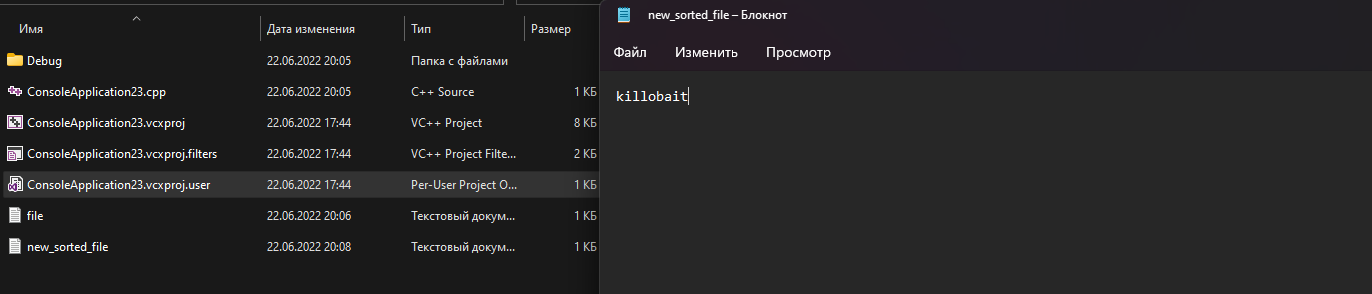 Имя Дата изменения Тип Размер
Debug 22.06.2022 20:05 Папка с файлами
ConsoleApplication23.cpp 22.06.2022 20:05 C++ Source 1 КБ
ConsoleApplication23.vcxproj 22.06.2022 17:44 VC++ Project 8 КБ
ConsoleApplication23.vcxproj.filters 22.06.2022 17:44 VC++ Project Filte... 2 КБ
ConsoleApplication23.vcxproj.user 22.06.2022 17:44 Per-User Project O... 1 КБ
file 22.06.2022 20:06 Текстовый докум... 1 КБ
new_sorted_file 22.06.2022 20:08 Текстовый докум... 1 КБ
new_sorted_file – Блокнот
Файл Изменить Просмотр
killobait